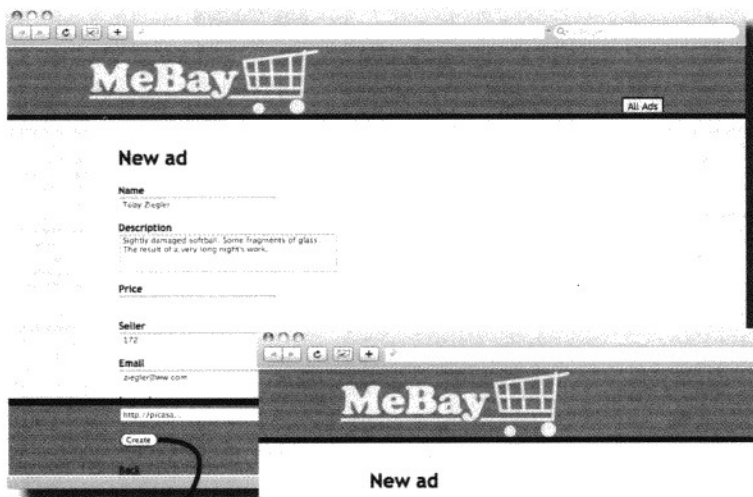 MeBay
All Ads
New ad
Name
Toby Ziegler
Description
Sightly damaged softball. Some fragments of glass
The result of a very long night's work.
Price
Seller
172
Email
ziegler@ww.com
http://picasa...
Create
Back
MeBay
New ad